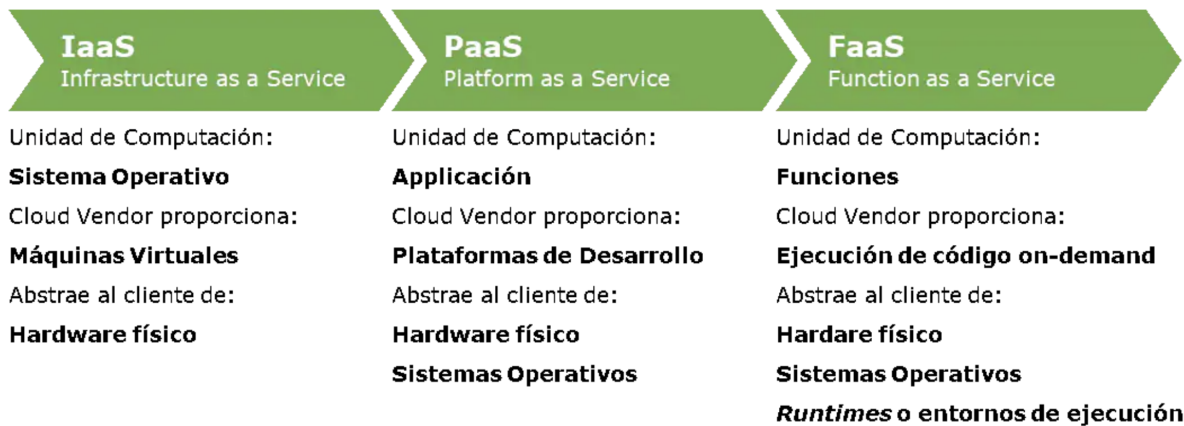 IaaS
Infrastructure as a Service
Unidad de Computación:
Sistema Operativo
Cloud Vendor proporciona:
Máquinas Virtuales
Abstrae al cliente de:
Hardware físico
PaaS
Platform as a Service
Unidad de Computación:
Applicación
Cloud Vendor proporciona:
Plataformas de Desarrollo
Abstrae al cliente de:
Hardware físico
Sistemas Operativos
FaaS
Function as a Service
Unidad de Computación:
Funciones
Cloud Vendor proporciona:
Ejecución de código on-demand
Abstrae al cliente de:
Hardare físico
Sistemas Operativos
Runtimes o entornos de ejecución